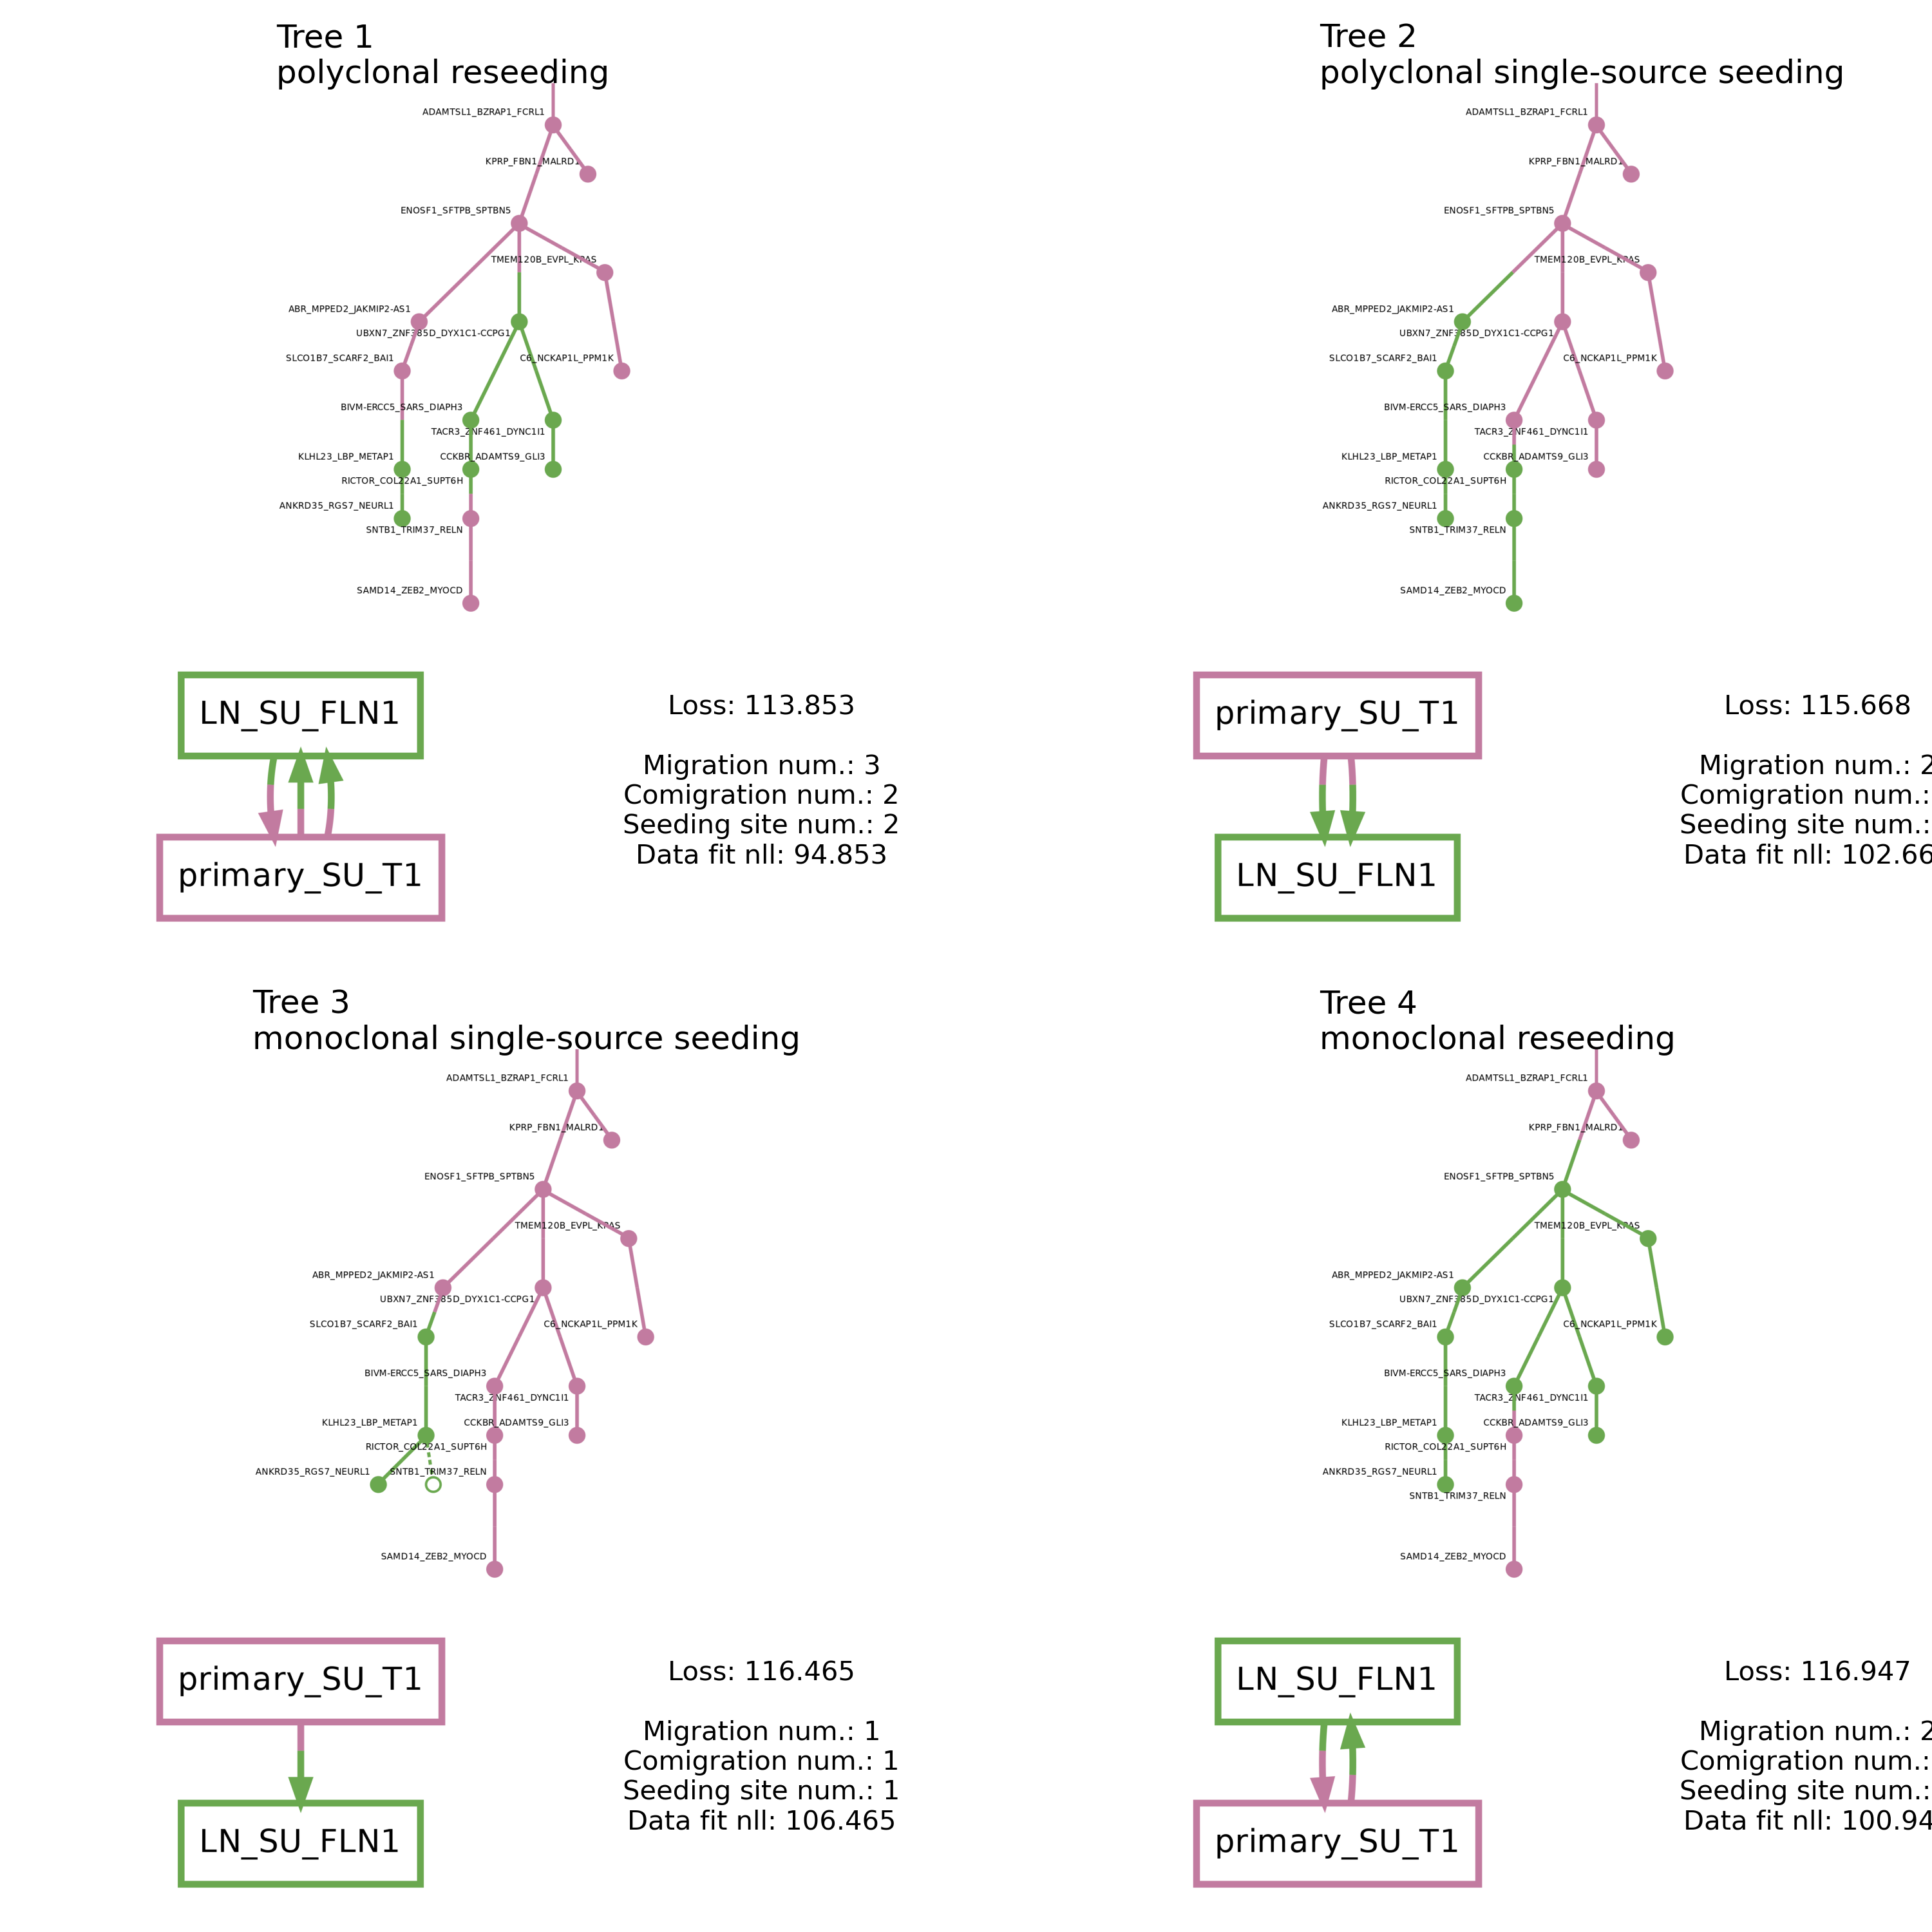 Tree 1
polyclonal reseeding
ADAMTSL1_BZRAP1_FCRL1
KPRP_FBN1_MALRD1
ENOSF1_SFTPB_SPTBN5
TMEM120B_EVPL_KRAS
ABR_MPPED2_JAKMIP2-AS1
UBXN7_ZNF385D_DYX1C1-CCPG1
SLCO1B7_SCARF2_BAI1
C6_NCKAP1L_PPM1K
BIVM-ERCC5_SARS_DIAPH3
TACR3_ZNF461_DYNC1I1
KLHL23_LBP_METAP1
CCKBR_ADAMTS9_GLI3
RICTOR_COL22A1_SUPT6H
ANKRD35_RGS7_NEURL1
SNTB1_TRIM37_RELN
SAMD14_ZEB2_MYOCD
LN_SU_FLN1
primary_SU_T1
Loss: 113.853
Migration num.: 3
Comigration num.: 2
Seeding site num.: 2
Data fit nll: 94.853
Tree 2
polyclonal single-source seeding
ADAMTSL1_BZRAP1_FCRL1
KPRP_FBN1_MALRD1
ENOSF1_SFTPB_SPTBN5
TMEM120B_EVPL_KRAS
ABR_MPPED2_JAKMIP2-AS1
UBXN7_ZNF385D_DYX1C1-CCPG1
SLCO1B7_SCARF2_BAI1
C6_NCKAP1L_PPM1K
BIVM-ERCC5_SARS_DIAPH3
TACR3_ZNF461_DYNC1I1
KLHL23_LBP_METAP1
CCKBR_ADAMTS9_GLI3
RICTOR_COL22A1_SUPT6H
ANKRD35_RGS7_NEURL1
SNTB1_TRIM37_RELN
SAMD14_ZEB2_MYOCD
primary_SU_T1
LN_SU_FLN1
Loss: 115.668
Migration num.: 2
Comigration num.:
Seeding site num.:
Data fit nll: 102.66
Tree 3
monoclonal single-source seeding
ADAMTSL1_BZRAP1_FCRL1
KPRP_FBN1_MALRD1
ENOSF1_SFTPB_SPTBN5
TMEM120B_EVPL_KRAS
ABR_MPPED2_JAKMIP2-AS1
UBXN7_ZNF385D_DYX1C1-CCPG1
SLCO1B7_SCARF2_BAI1
C6_NCKAP1L_PPM1K
BIVM-ERCC5_SARS_DIAPH3
TACR3_ZNF461_DYNC1I1
KLHL23_LBP_METAP1
CCKBR_ADAMTS9_GLI3
RICTOR_COL22A1_SUPT6H
ANKRD35_RGS7_NEURL1
SNTB1_TRIM37_RELN
SAMD14_ZEB2_MYOCD
primary_SU_T1
LN_SU_FLN1
Loss: 116.465
Migration num.: 1
Comigration num.: 1
Seeding site num.: 1
Data fit nll: 106.465
Tree 4
monoclonal reseeding
ADAMTSL1_BZRAP1_FCRL1
KPRP_FBN1_MALRD1
ENOSF1_SFTPB_SPTBN5
TMEM120B_EVPL_KRAS
ABR_MPPED2_JAKMIP2-AS1
UBXN7_ZNF385D_DYX1C1-CCPG1
SLCO1B7_SCARF2_BAI1
C6_NCKAP1L_PPM1K
BIVM-ERCC5_SARS_DIAPH3
TACR3_ZNF461_DYNC1I1
KLHL23_LBP_METAP1
CCKBR_ADAMTS9_GLI3
RICTOR_COL22A1_SUPT6H
ANKRD35_RGS7_NEURL1
SNTB1_TRIM37_RELN
SAMD14_ZEB2_MYOCD
LN_SU_FLN1
primary_SU_T1
Loss: 116.947
Migration num.: 2
Comigration num.:
Seeding site num.:
Data fit nll: 100.94